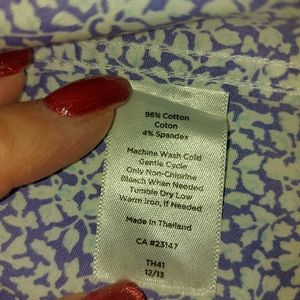 96% Cotton
Coton
4% Spandex
Machine Wash Cold
Gentle Cycle
Only Non-Chlorine
Bleach When Needed
Tumble Dry Low
Warm Iron, If Needed
Made in Thailand
CA #23147
TH41
12/13